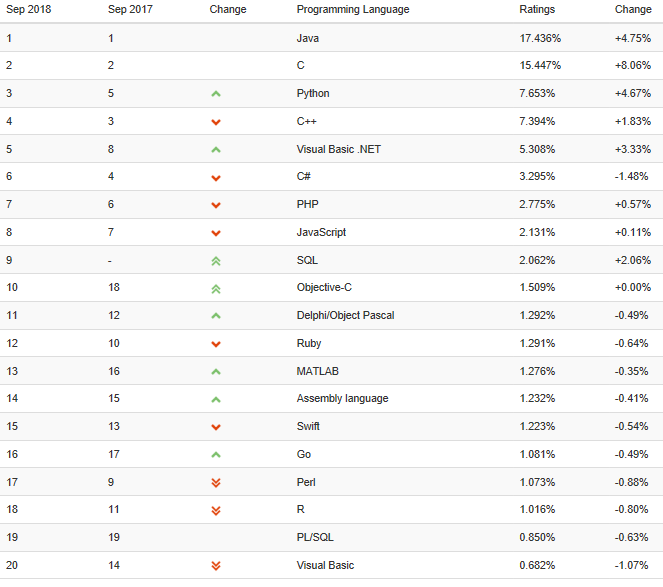 Sep 2018 Sep 2017 Change Programming Language Ratings Change
1 1 Java 17.436% +4.75%
2 2 C 15.447% +8.06%
3 5 Python 7.653% +4.67%
4 3 C++ 7.394% +1.83%
5 8 Visual Basic .NET 5.308% +3.33%
6 4 C# 3.295% -1.48%
7 6 PHP 2.775% +0.57%
8 7 JavaScript 2.131% +0.11%
9 - SQL 2.062% +2.06%
10 18 Objective-C 1.509% +0.00%
11 12 Delphi/Object Pascal 1.292% -0.49%
12 10 Ruby 1.291% -0.64%
13 16 MATLAB 1.276% -0.35%
14 15 Assembly language 1.232% -0.41%
15 13 Swift 1.223% -0.54%
16 17 Go 1.081% -0.49%
17 9 Perl 1.073% -0.88%
18 11 R 1.016% -0.80%
19 19 PL/SQL 0.850% -0.63%
20 14 Visual Basic 0.682% -1.07%